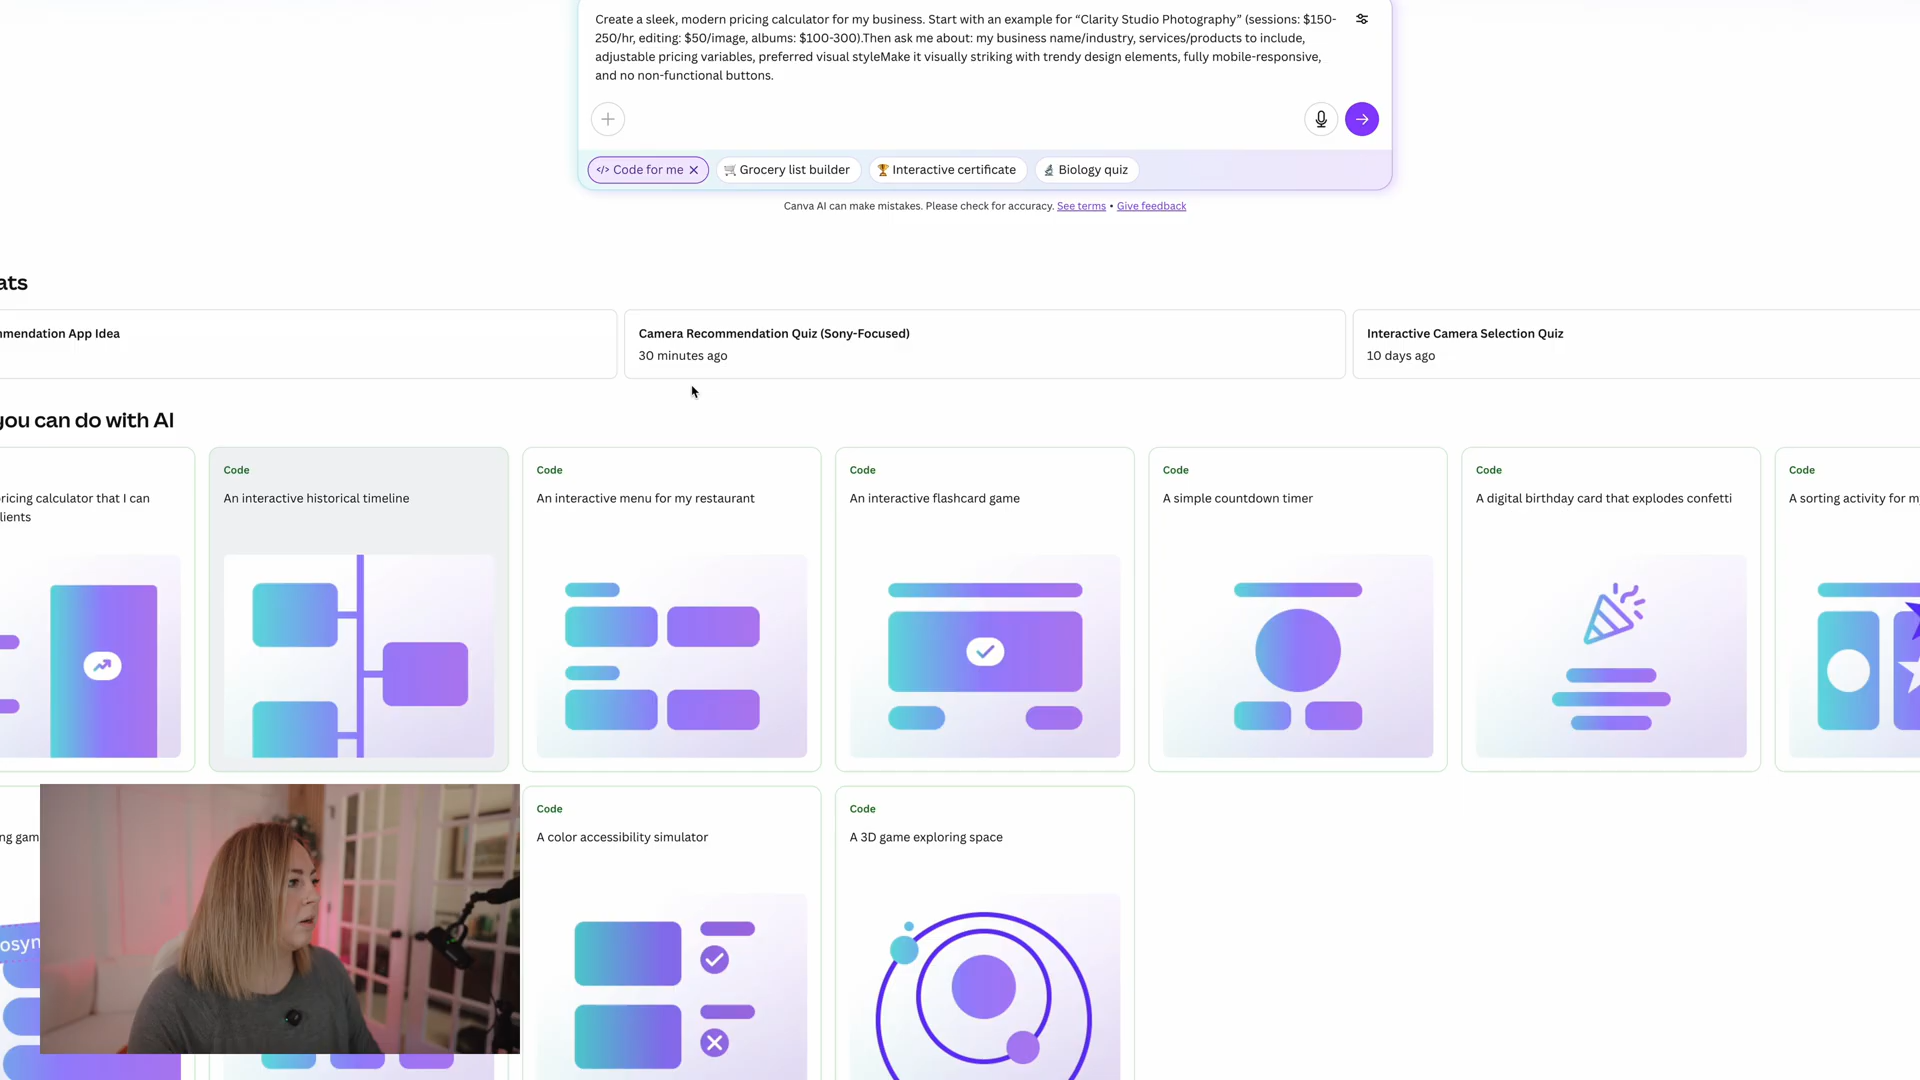 Create a sleek, modern pricing calculator for my business. Start with an example for “Clarity Studio Photography” (sessions: $150-
250/hr, editing: $50/image, albums: $100-300).Then ask me about: my business name/industry, services/products to include,
adjustable pricing variables, preferred visual styleMake it visually striking with trendy design elements, fully mobile-responsive,
and no non-functional buttons.
</> Code for me ×
Grocery list builder
Interactive certificate
Biology quiz
Canva AI can make mistakes. Please check for accuracy. See terms • Give feedback
ats
mmendation App Idea
Camera Recommendation Quiz (Sony-Focused)
30 minutes ago
Interactive Camera Selection Quiz
10 days ago
you can do with AI
ricing calculator that I can
lients
Code
An interactive historical timeline
Code
An interactive menu for my restaurant
Code
An interactive flashcard game
Code
A simple countdown timer
Code
A digital birthday card that explodes confetti
Code
A sorting activity for m
ng gam
osyn
Code
A color accessibility simulator
Code
A 3D game exploring space